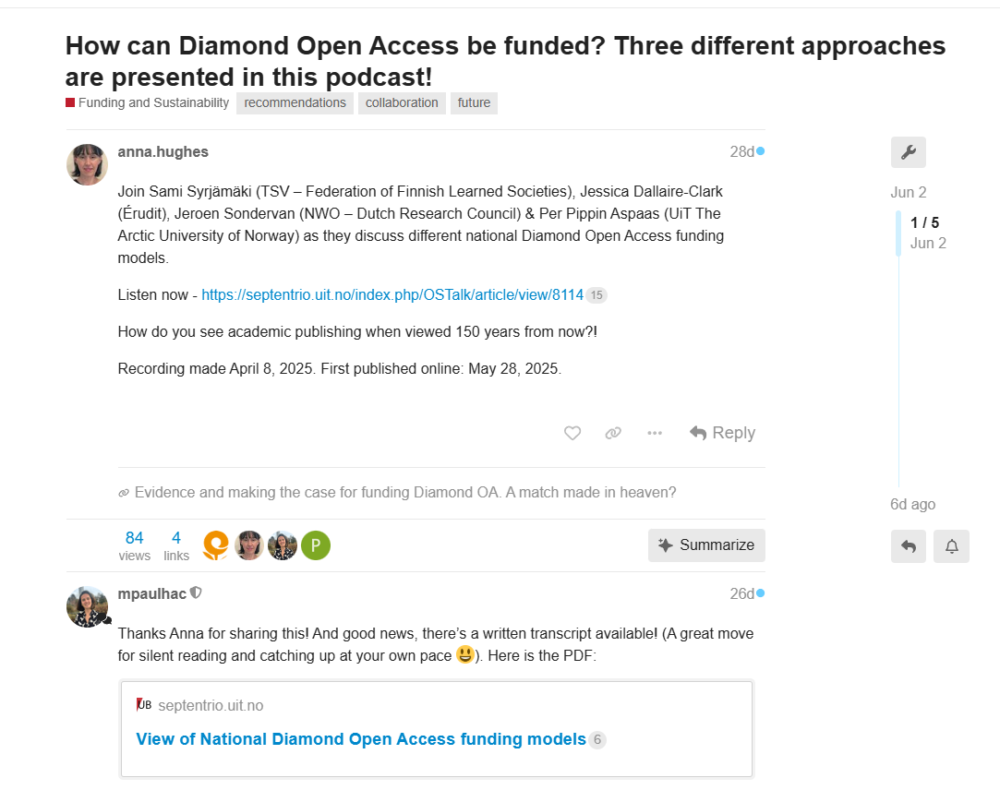 How can Diamond Open Access be funded? Three different approaches
are presented in this podcast!
Funding and Sustainability recommendations collaboration future
anna.hughes 28d
Join Sami Syrjämäki (TSV – Federation of Finnish Learned Societies), Jessica Dallaire-Clark
(Érudit), Jeroen Sondervan (NWO – Dutch Research Council) & Per Pippin Aspaas (UiT The
Arctic University of Norway) as they discuss different national Diamond Open Access funding
models.
Listen now - https://septentrio.uit.no/index.php/OSTalk/article/view/8114 15
How do you see academic publishing when viewed 150 years from now?!
Recording made April 8, 2025. First published online: May 28, 2025.
Reply
Evidence and making the case for funding Diamond OA. A match made in heaven?
84 4
views links
P
Summarize
Jun 2
1 / 5
Jun 2
6d ago
mpaulhac 26d
Thanks Anna for sharing this! And good news, there’s a written transcript available! (A great move
for silent reading and catching up at your own pace 😃). Here is the PDF:
UB septentrio.uit.no
View of National Diamond Open Access funding models 6